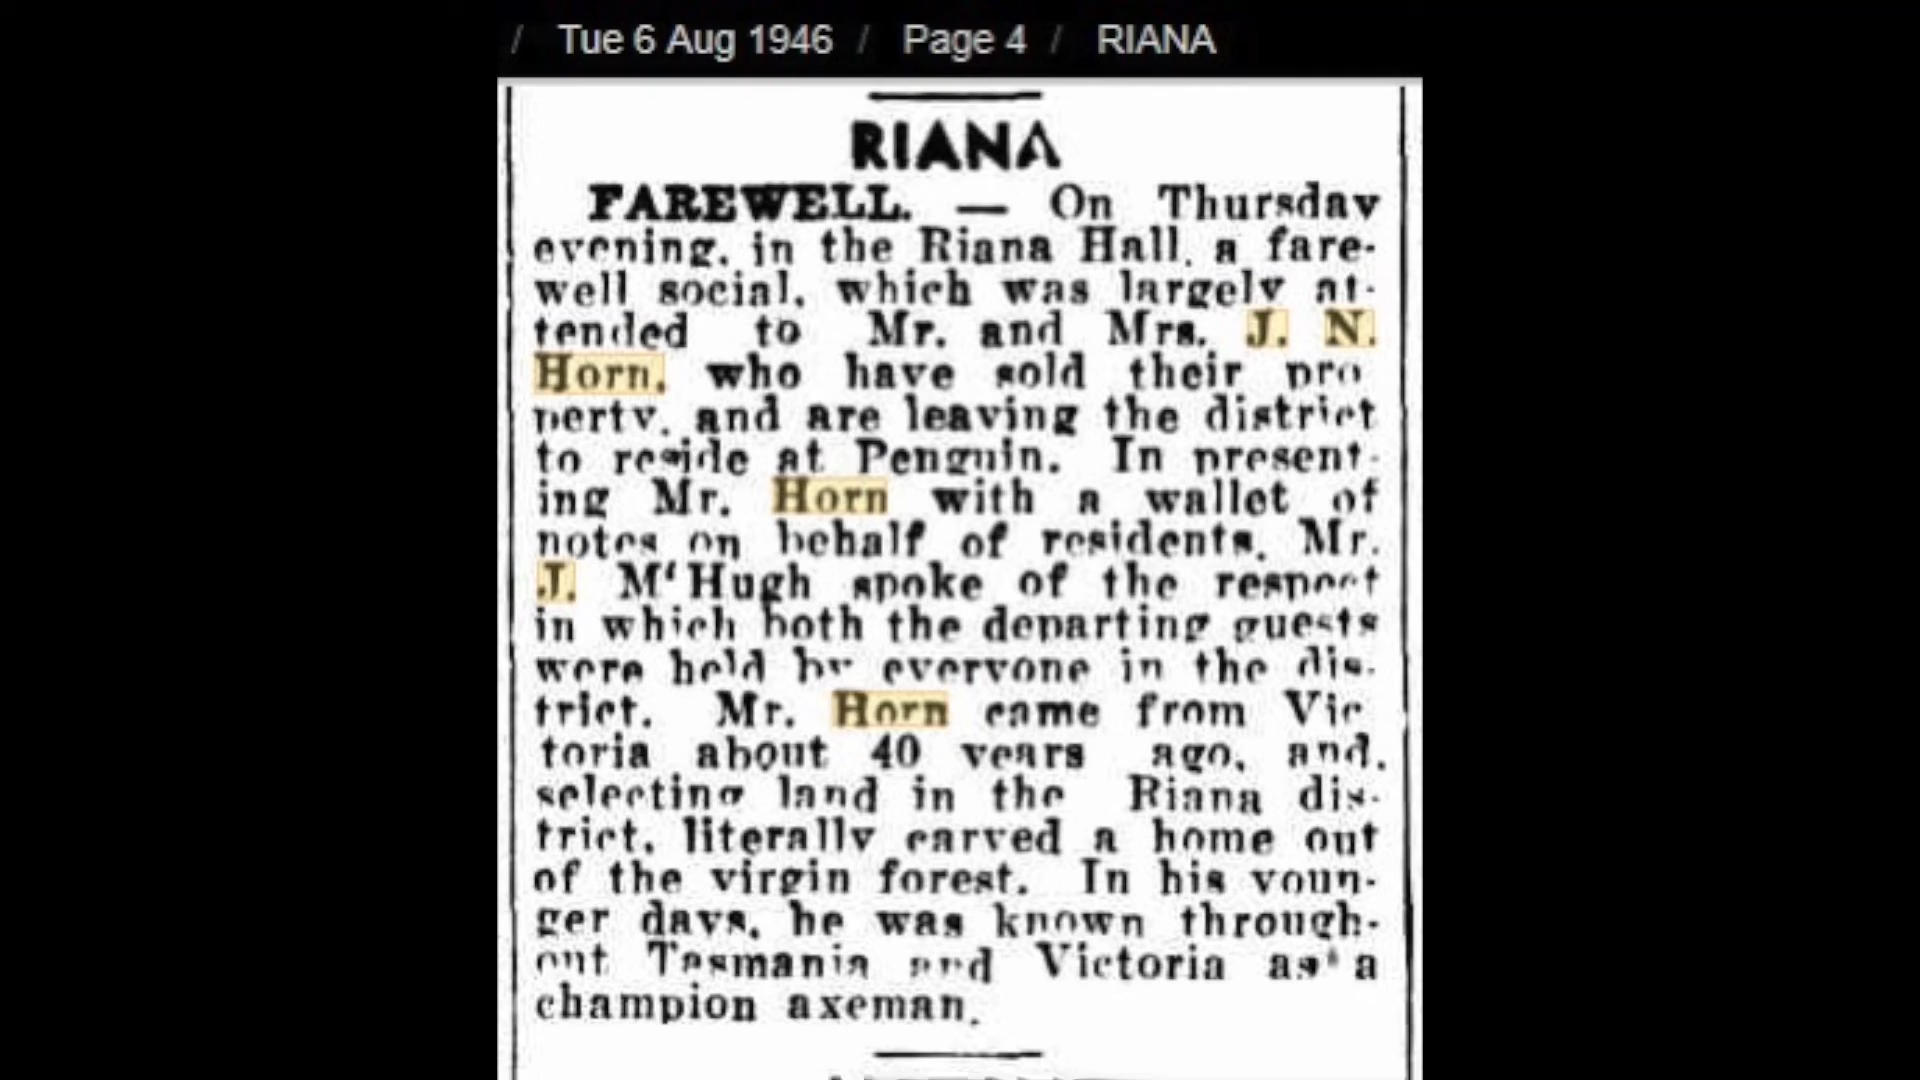 / Tue 6 Aug 1946 / Page 4 / RIANA
RIANA
FAREWELL. — On Thursday
evening, in the Riana Hall, a fare-
well social, which was largely at-
tended to Mr. and Mrs. J. N.
Horn, who have sold their pro
perty, and are leaving the district
to reside at Penguin. In present-
ing Mr. Horn with a wallet of
notes on behalf of residents, Mr.
J. M'Hugh spoke of the respect
in which both the departing guests
were held by everyone in the dis-
trict. Mr. Horn came from Vic
toria about 40 years ago, and,
selecting land in the Riana dis-
trict, literally carved a home out
of the virgin forest. In his youn-
ger days, he was known through-
out Tasmania and Victoria as a
champion axeman.